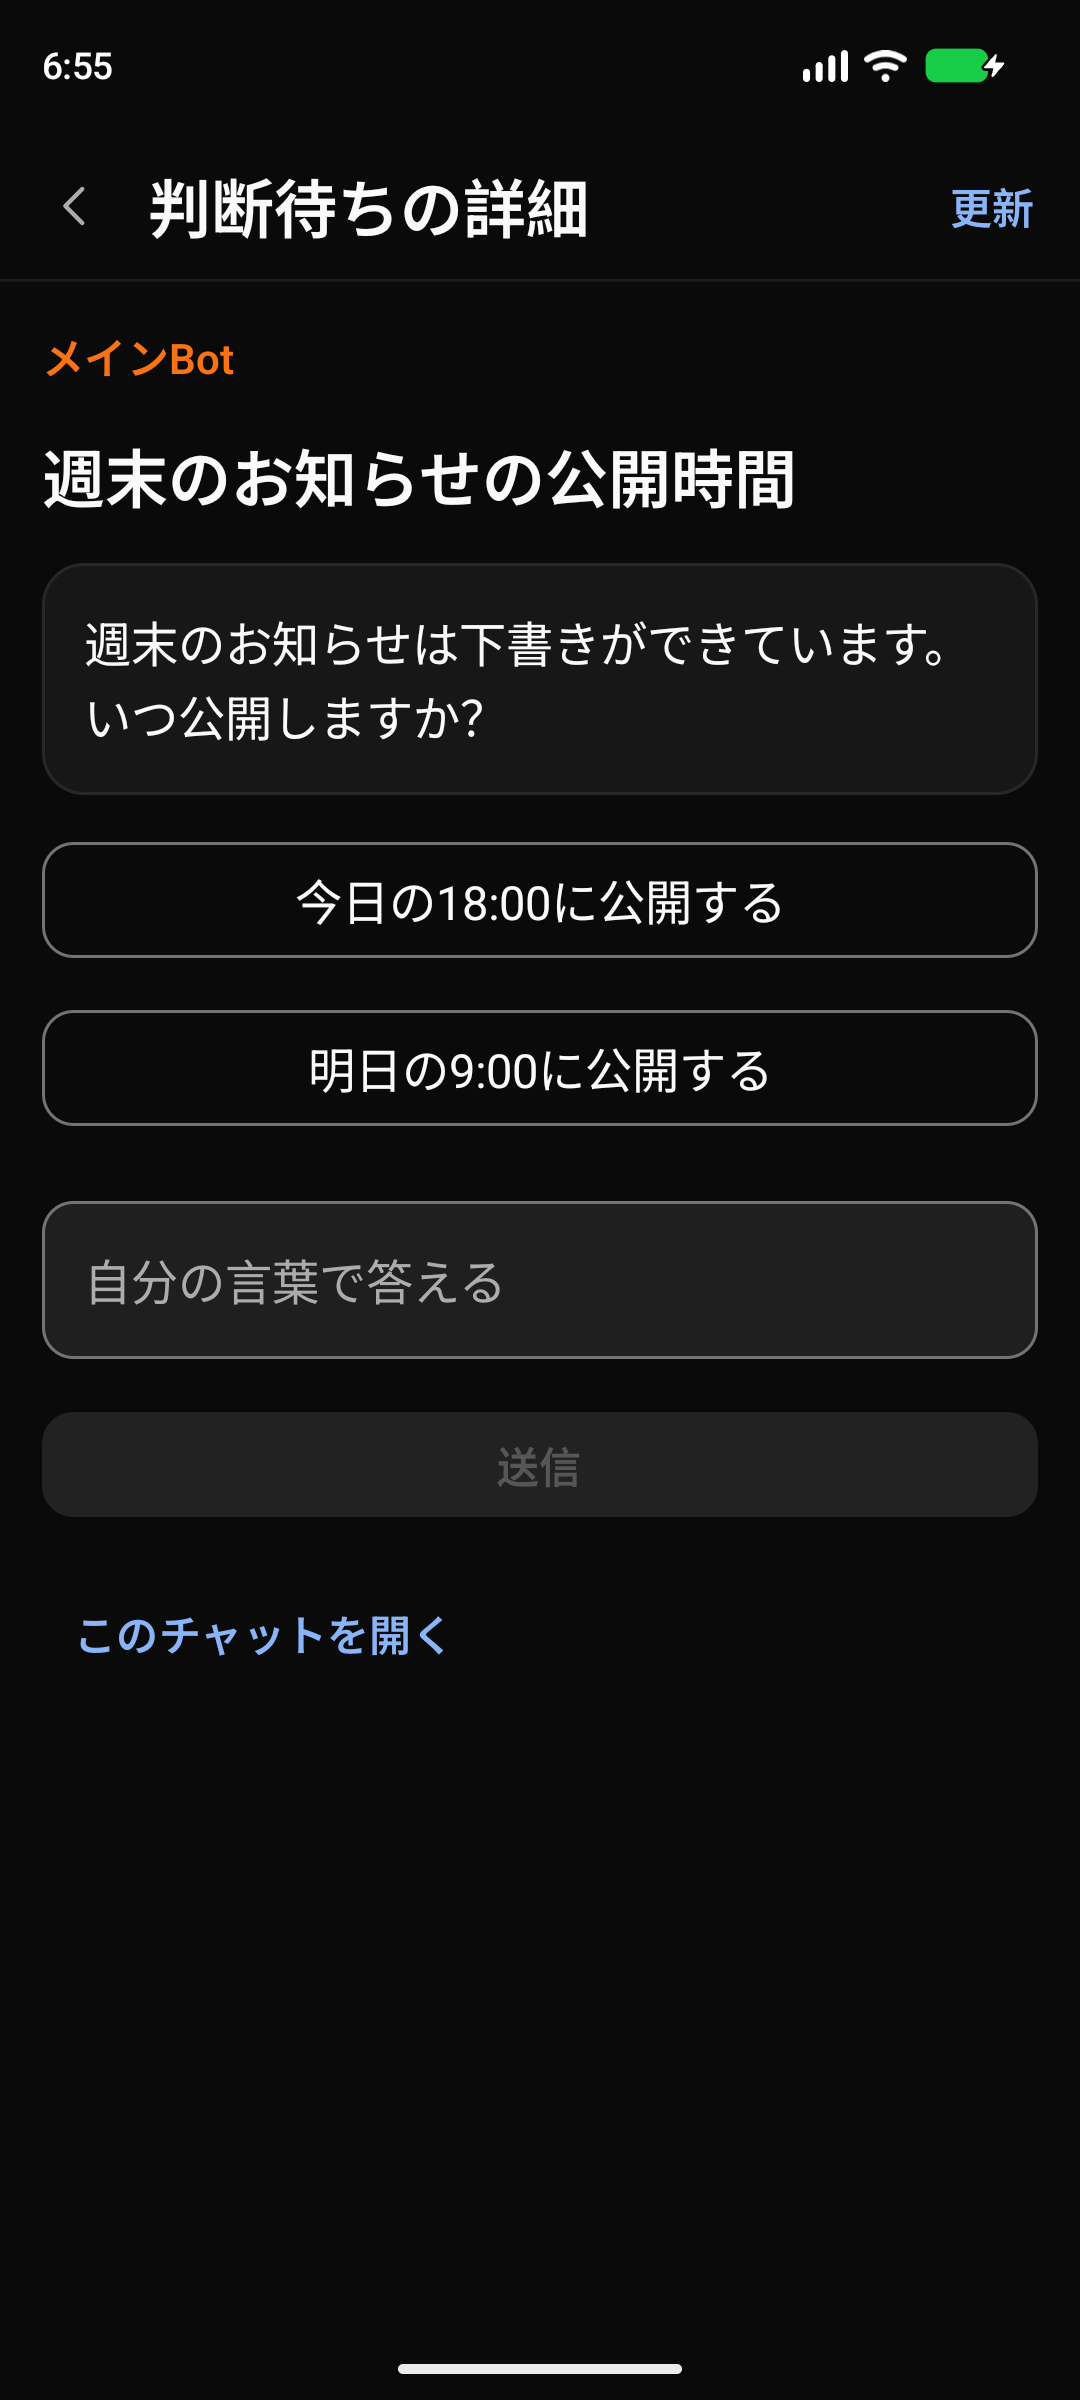 6:55
判断待ちの詳細
更新
メインBot
週末のお知らせの公開時間
週末のお知らせは下書きができています。
いつ公開しますか？
今日の18:00に公開する
明日の9:00に公開する
自分の言葉で答える
送信
このチャットを開く